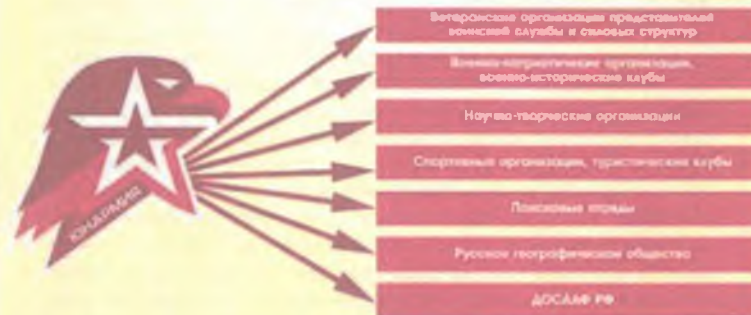 ЮНАРМИЯ
Ветеранские организации представителей
воинской службы и силовых структур
Военно-патриотические организации,
военно-исторические клубы
Научно-творческие организации
Спортивные организации, туристические клубы
Поисковые отряды
Русское географическое общество
ДОСААФ РФ